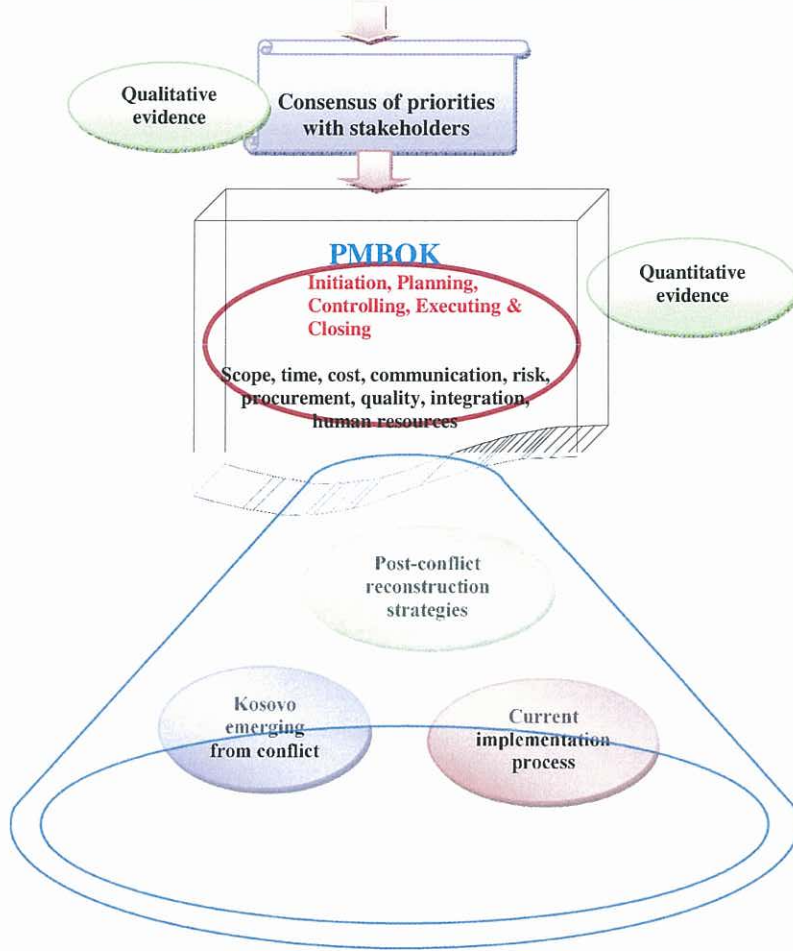 Qualitative
evidence
Consensus of priorities
with stakeholders
PMBOK
Initiation, Planning,
Controlling, Executing &
Closing
Quantitative
evidence
Scope, time, cost, communication, risk,
procurement, quality, integration,
human resources
Post-conflict
reconstruction
strategies
Kosovo
emerging
from conflict
Current
implementation
process